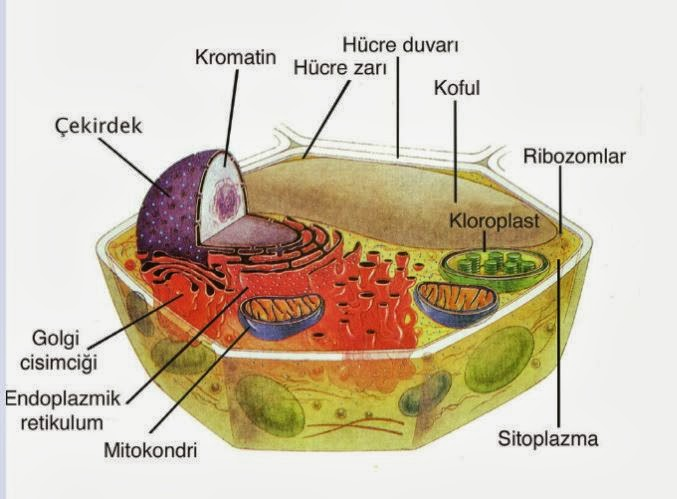 Hücre duvarı
Kromatin
Hücre zarı
Koful
Çekirdek
Ribozomlar
Kloroplast
Golgi
cisimciği
Endoplazmik
retikulum
Mitokondri
Sitoplazma